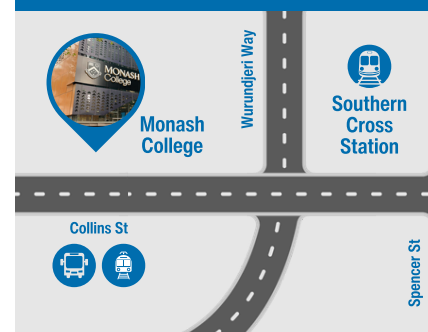 MONASH
College
Monash
College
Wurundjeri Way
Southern
Cross
Station
Collins St
Spencer St